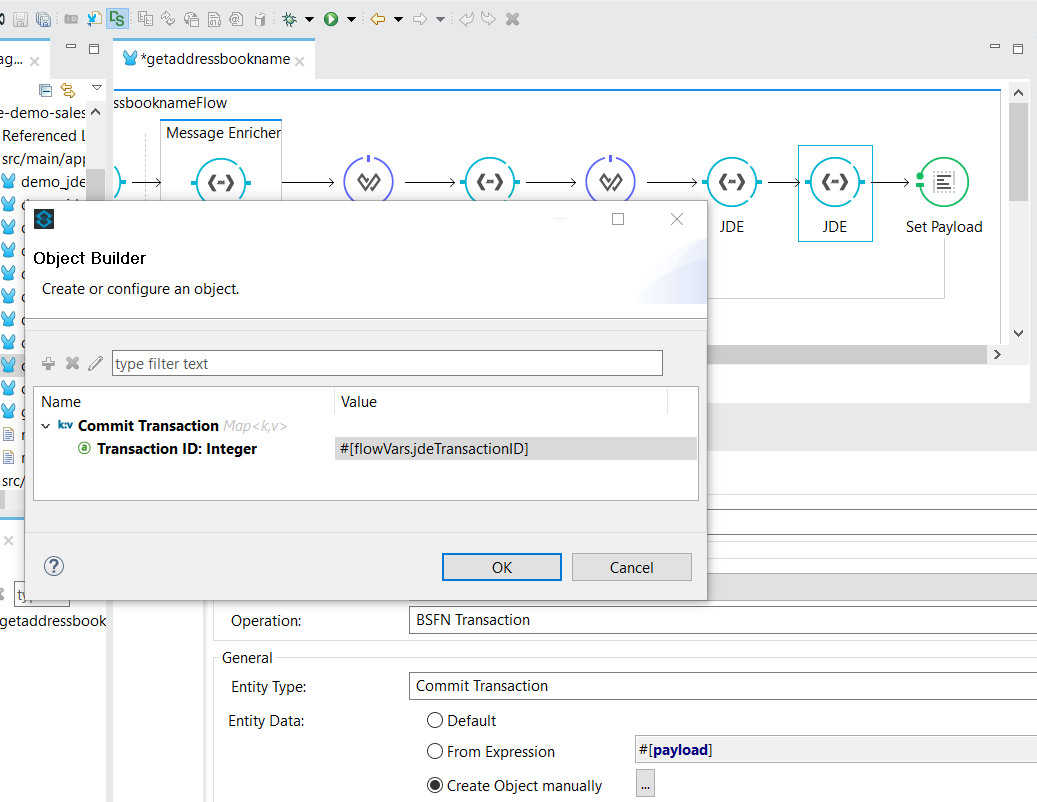 ag...
*getaddressbookname
e-demo-sales
Referenced L
src/main/app
demo_jde
src/
ssbooknameFlow
Message Enricher
JDE
JDE
Set Payload
Object Builder
Create or configure an object.
type filter text
Name
Value
k:v Commit Transaction Map<k,v>
@ Transaction ID: Integer
#[flowVars.jdeTransactionID]
?
OK
Cancel
getaddressbook
Operation:
BSFN Transaction
General
Entity Type:
Commit Transaction
Entity Data:
Default
From Expression
#[payload]
Create Object manually
...